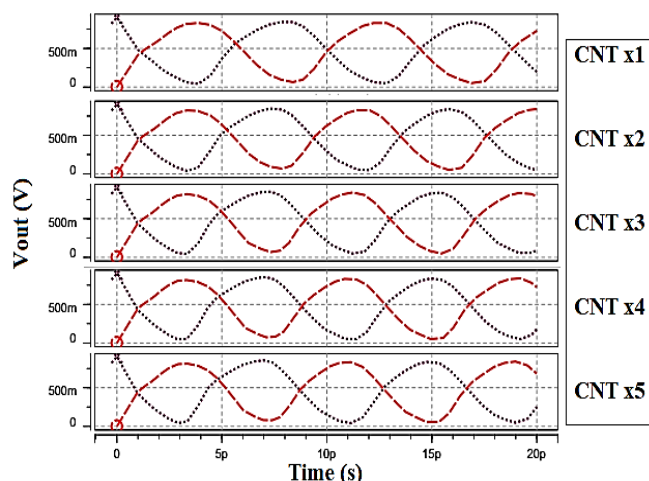 500m
0
CNT x1
500m
0
CNT x2
500m
0
CNT x3
500m
0
CNT x4
500m
0
CNT x5
Vout (V)
0 5p 10p 15p 20p
Time (s)